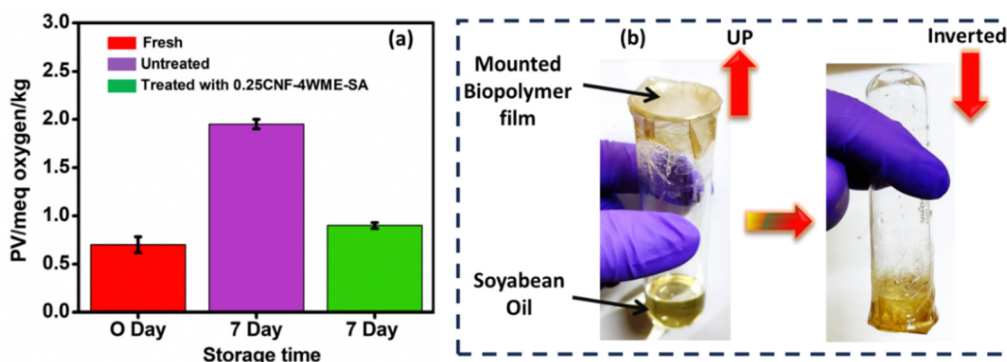 (a)
Fresh
Untreated
Treated with 0.25CNF-4WME-SA
PV/meq oxygen/kg
3.0
2.5
2.0
1.5
1.0
0.5
0.0
O Day
7 Day
7 Day
Storage time
(b)
UP
Inverted
Mounted
Biopolymer
film
Soyabean
Oil